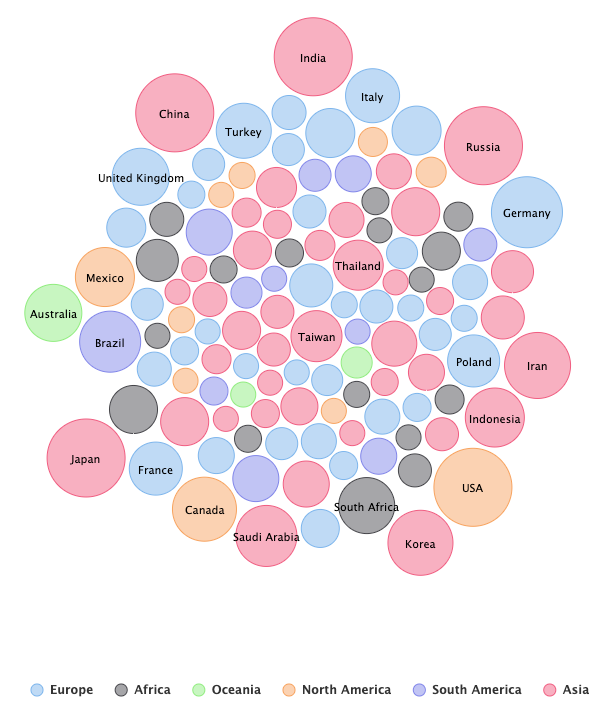 India
Italy
China
Turkey
Russia
United Kingdom
Germany
Thailand
Mexico
Australia
Taiwan
Brazil
Poland
Iran
Indonesia
Japan
France
USA
Canada
South Africa
Saudi Arabia
Korea
Europe
Africa
Oceania
North America
South America
Asia